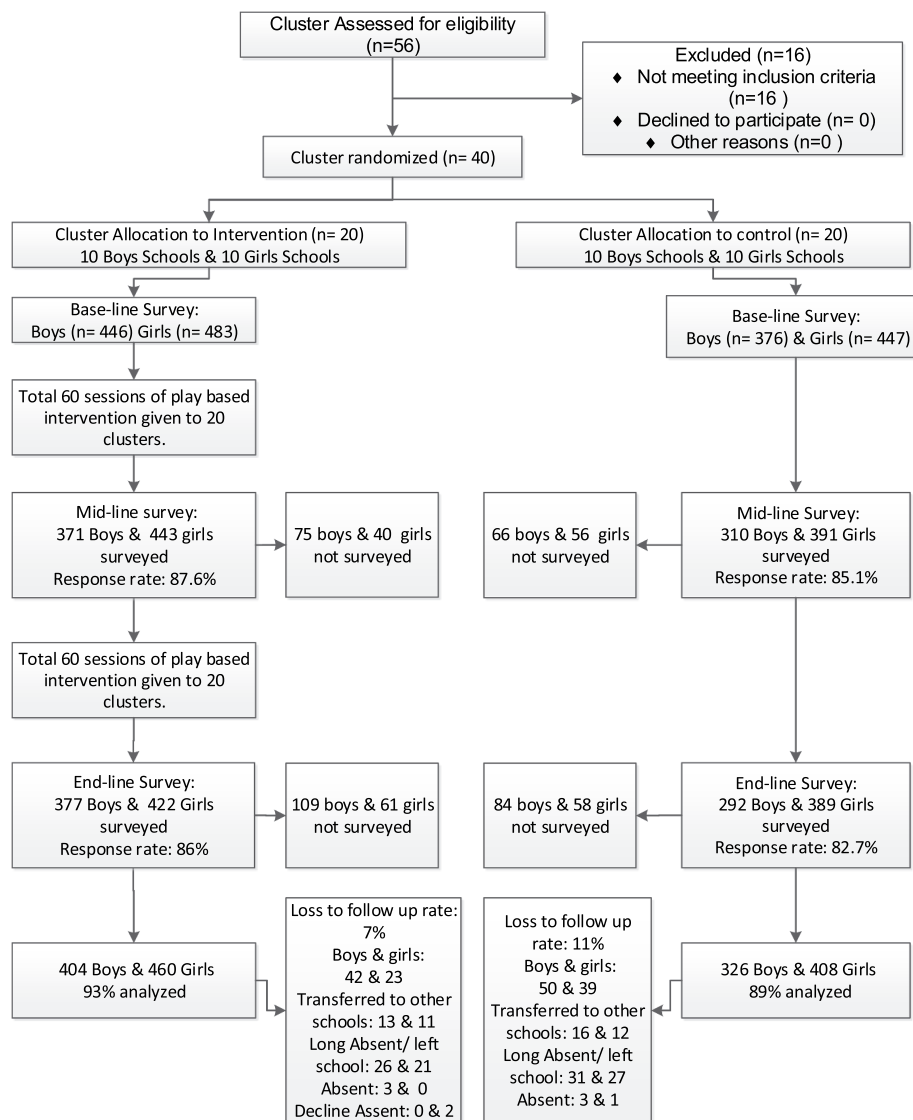 Cluster Assessed for eligibility
(n=56)
Excluded (n=16)
♦ Not meeting inclusion criteria
(n=16 )
♦ Declined to participate (n= 0)
♦ Other reasons (n=0 )
Cluster randomized (n= 40)
Cluster Allocation to Intervention (n= 20)
10 Boys Schools & 10 Girls Schools
Cluster Allocation to control (n= 20)
10 Boys Schools & 10 Girls Schools
Base-line Survey:
Boys (n= 446) Girls (n= 483)
Base-line Survey:
Boys (n= 376) & Girls (n= 447)
Total 60 sessions of play based
intervention given to 20
clusters.
Mid-line survey:
371 Boys & 443 girls
surveyed
Response rate: 87.6%
75 boys & 40 girls
not surveyed
66 boys & 56 girls
not surveyed
Mid-line survey:
310 Boys & 391 Girls
surveyed
Response rate: 85.1%
Total 60 sessions of play based
intervention given to 20
clusters.
End-line Survey:
377 Boys & 422 Girls
surveyed
Response rate: 86%
109 boys & 61 girls
not surveyed
84 boys & 58 girls
not surveyed
End-line Survey:
292 Boys & 389 Girls
surveyed
Response rate: 82.7%
404 Boys & 460 Girls
93% analyzed
Loss to follow up rate:
7%
Boys & girls:
42 & 23
Transferred to other
schools: 13 & 11
Long Absent/ left
school: 26 & 21
Absent: 3 & 0
Decline Assent: 0 & 2
Loss to follow up
rate: 11%
Boys & girls:
50 & 39
Transferred to other
schools: 16 & 12
Long Absent/ left
school: 31 & 27
Absent: 3 & 1
326 Boys & 408 Girls
89% analyzed